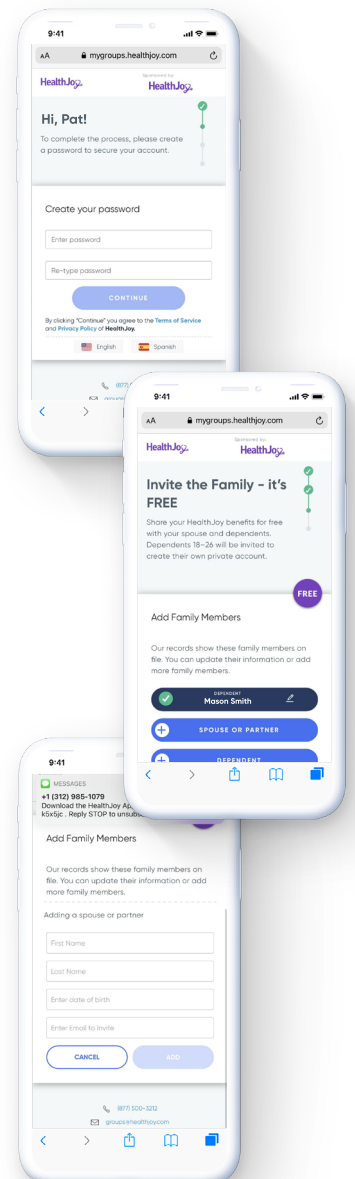 9:41
AA mygroups.healthjoy.com
HealthJoy
Sponsored by:
HealthJoy
Hi, Pat!
To complete the process, please create
a password to secure your account.
Create your password
Enter password
Re-type password
CONTINUE
By clicking "Continue" you agree to the Terms of Service
and Privacy Policy of HealthJoy.
English Spanish
9:41
AA mygroups.healthjoy.com
HealthJoy
Sponsored by:
HealthJoy
Invite the Family - it's
FREE
Share your HealthJoy benefits for free
with your spouse and dependents.
Dependents 18–26 will be invited to
create their own private account.
FREE
Add Family Members
Our records show these family members on
file. You can update their information or add
more family members.
DEPENDENT
Mason Smith
SPOUSE OR PARTNER
DEPENDENT
9:41
MESSAGES
+1 (312) 985-1079
Download the HealthJoy
k5x5jc . Reply STOP to
Add Family Members
Our records show these family members on
file. You can update their information or add
more family members.
Adding a spouse or partner
First Name
Last Name
Enter date of birth
Enter Email to Invite
CANCEL ADD
(877) 500-3212
groups@healthjoy.com